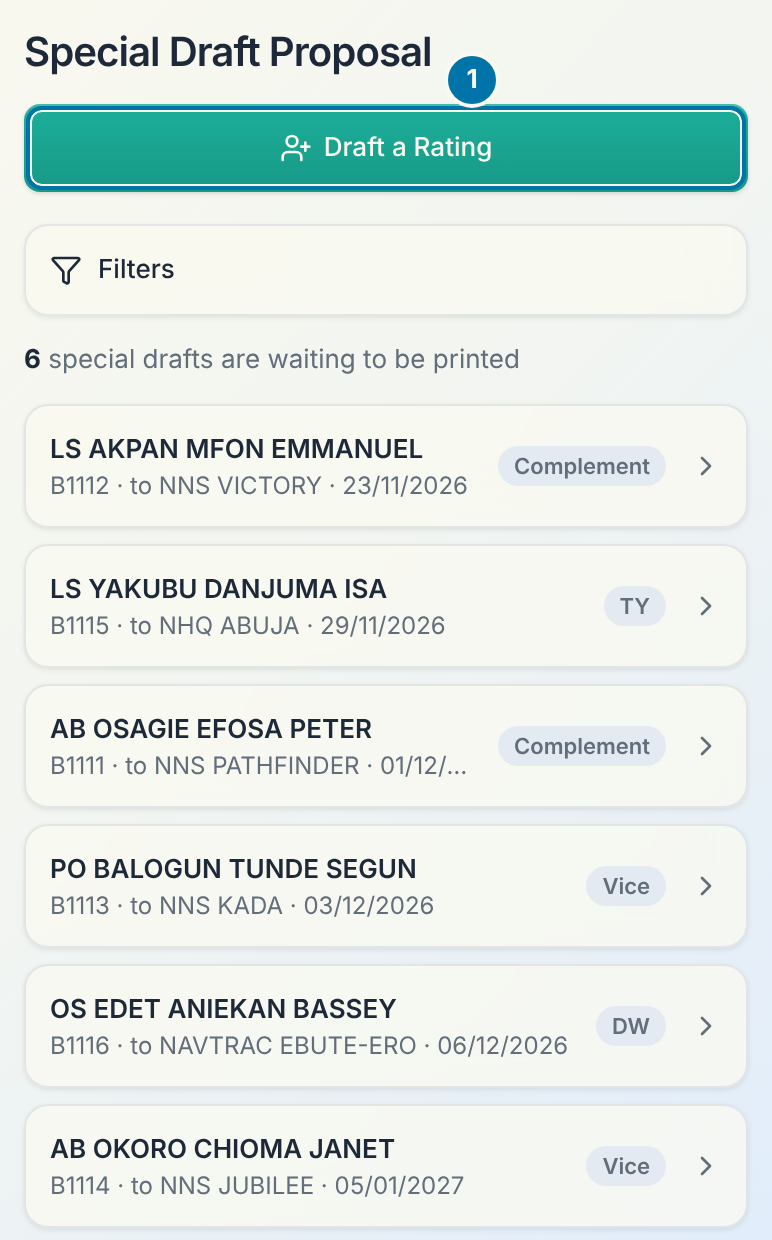 Special Draft Proposal
1
Draft a Rating
Filters
6 special drafts are waiting to be printed
LS AKPAN MFON EMMANUEL
B1112 · to NNS VICTORY · 23/11/2026
Complement
LS YAKUBU DANJUMA ISA
B1115 · to NHQ ABUJA · 29/11/2026
TY
AB OSAGIE EFOSA PETER
B1111 · to NNS PATHFINDER · 01/12/...
Complement
PO BALOGUN TUNDE SEGUN
B1113 · to NNS KADA · 03/12/2026
Vice
OS EDET ANIEKAN BASSEY
B1116 · to NAVTRAC EBUTE-ERO · 06/12/2026
DW
AB OKORO CHIOMA JANET
B1114 · to NNS JUBILEE · 05/01/2027
Vice